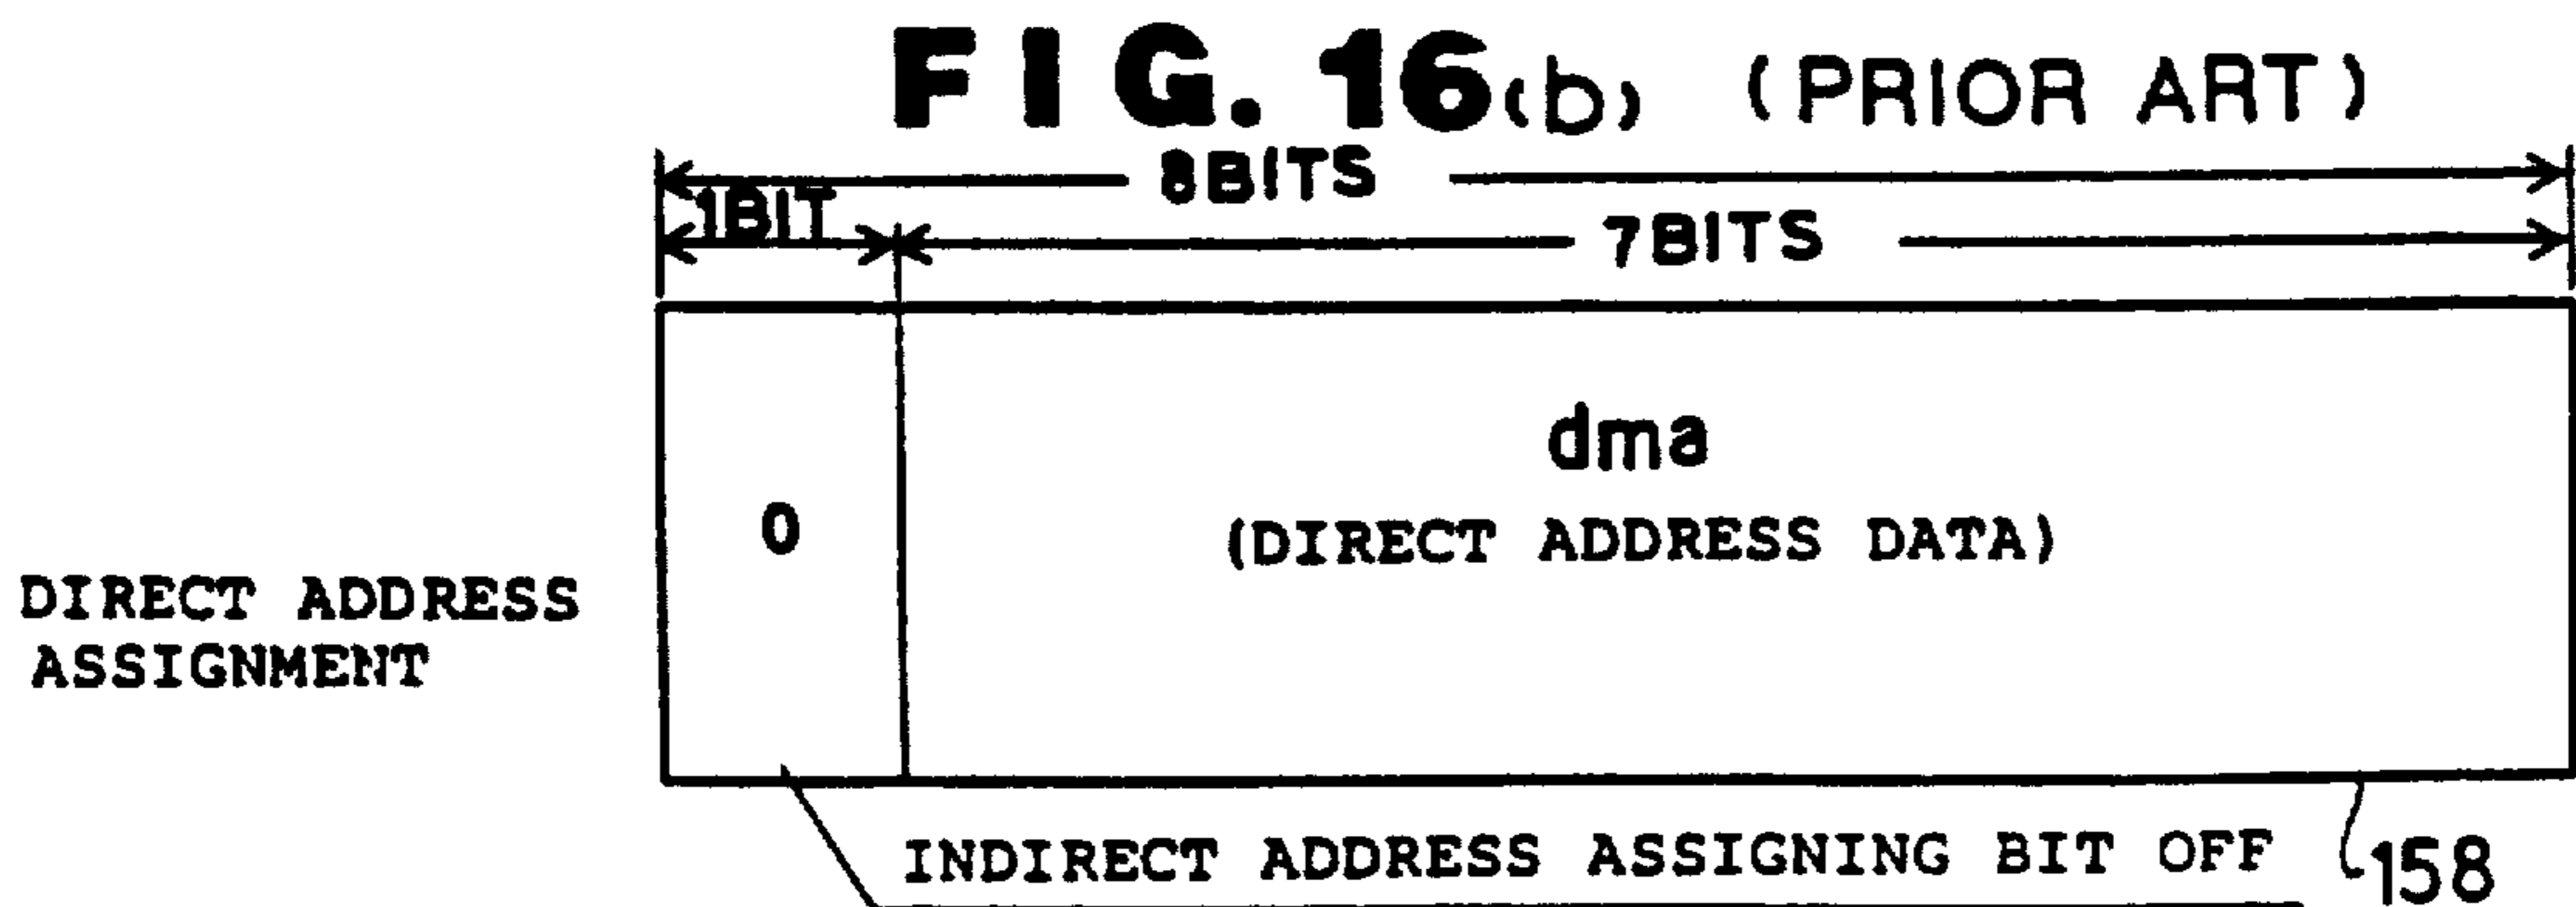 FIG. 16(b) (PRIOR ART)
8BITS
1BIT
7BITS
dma
0
(DIRECT ADDRESS DATA)
DIRECT ADDRESS
ASSIGNMENT
INDIRECT ADDRESS ASSIGNING BIT OFF
158